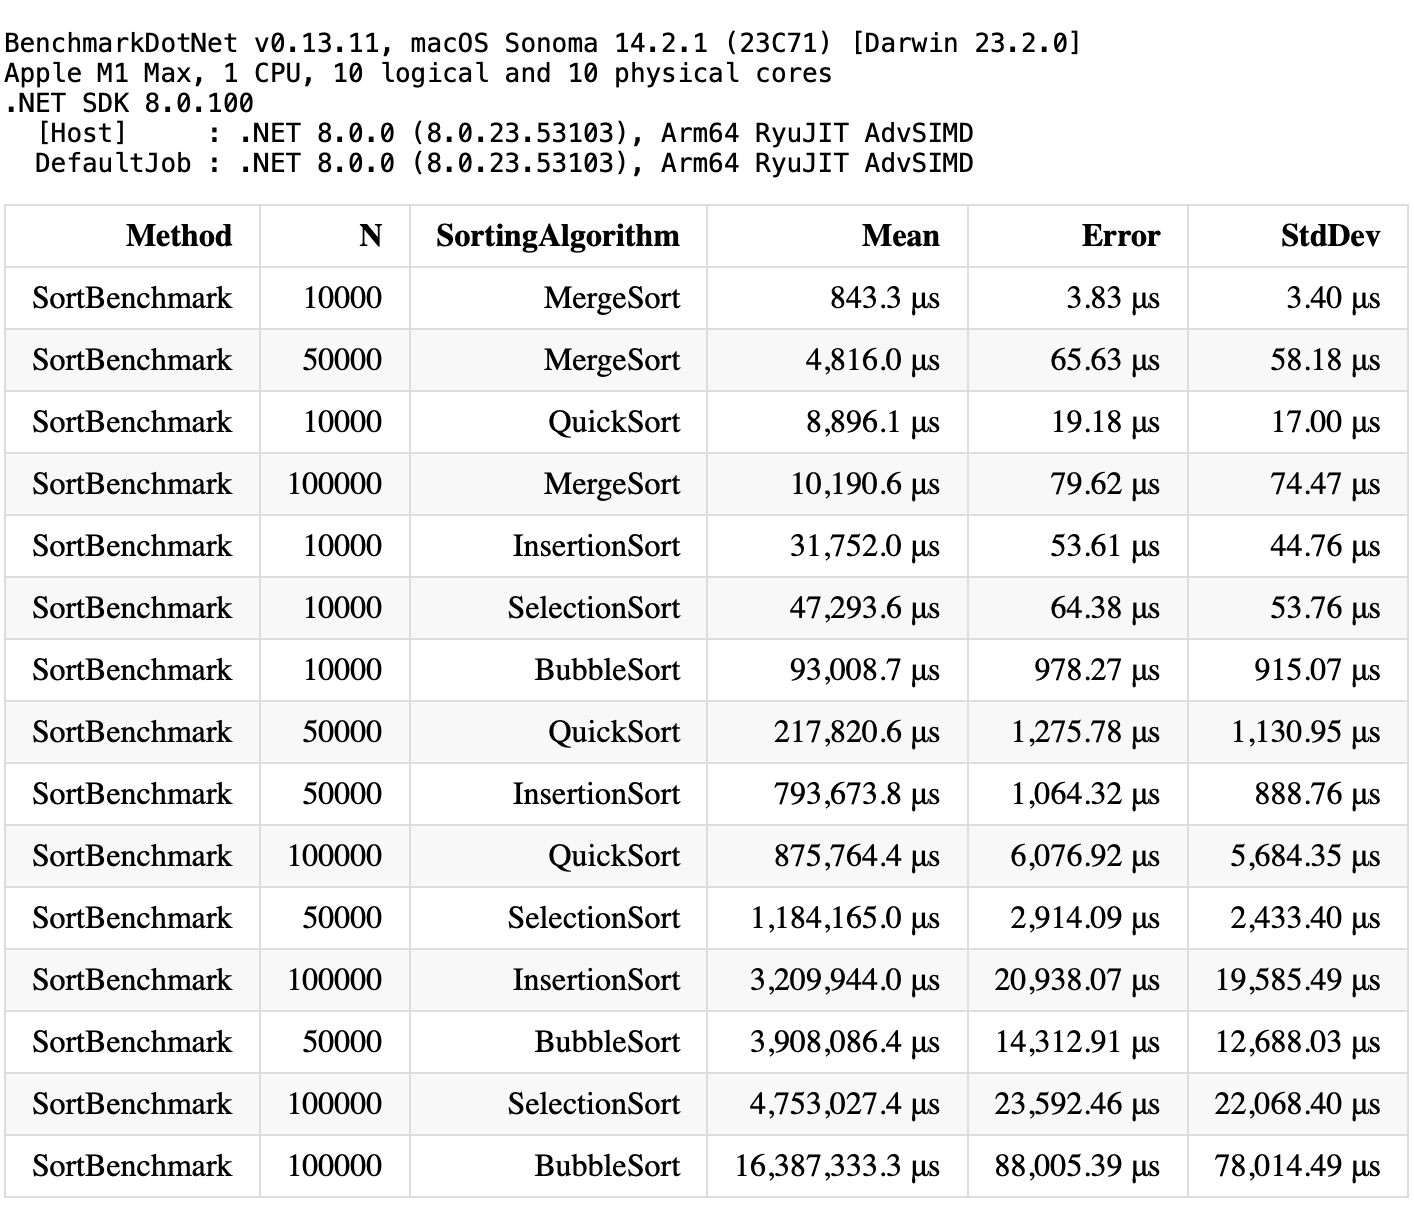 BenchmarkDotNet v0.13.11, macOS Sonoma 14.2.1 (23C71) [Darwin 23.2.0]
Apple M1 Max, 1 CPU, 10 logical and 10 physical cores
.NET SDK 8.0.100
[Host]     : .NET 8.0.0 (8.0.23.53103), Arm64 RyuJIT AdvSIMD
DefaultJob : .NET 8.0.0 (8.0.23.53103), Arm64 RyuJIT AdvSIMD
Method N SortingAlgorithm Mean Error StdDev
SortBenchmark 10000 MergeSort 843.3 μs 3.83 μs 3.40 μs
SortBenchmark 50000 MergeSort 4,816.0 μs 65.63 μs 58.18 μs
SortBenchmark 10000 QuickSort 8,896.1 μs 19.18 μs 17.00 μs
SortBenchmark 100000 MergeSort 10,190.6 μs 79.62 μs 74.47 μs
SortBenchmark 10000 InsertionSort 31,752.0 μs 53.61 μs 44.76 μs
SortBenchmark 10000 SelectionSort 47,293.6 μs 64.38 μs 53.76 μs
SortBenchmark 10000 BubbleSort 93,008.7 μs 978.27 μs 915.07 μs
SortBenchmark 50000 QuickSort 217,820.6 μs 1,275.78 μs 1,130.95 μs
SortBenchmark 50000 InsertionSort 793,673.8 μs 1,064.32 μs 888.76 μs
SortBenchmark 100000 QuickSort 875,764.4 μs 6,076.92 μs 5,684.35 μs
SortBenchmark 50000 SelectionSort 1,184,165.0 μs 2,914.09 μs 2,433.40 μs
SortBenchmark 100000 InsertionSort 3,209,944.0 μs 20,938.07 μs 19,585.49 μs
SortBenchmark 50000 BubbleSort 3,908,086.4 μs 14,312.91 μs 12,688.03 μs
SortBenchmark 100000 SelectionSort 4,753,027.4 μs 23,592.46 μs 22,068.40 μs
SortBenchmark 100000 BubbleSort 16,387,333.3 μs 88,005.39 μs 78,014.49 μs